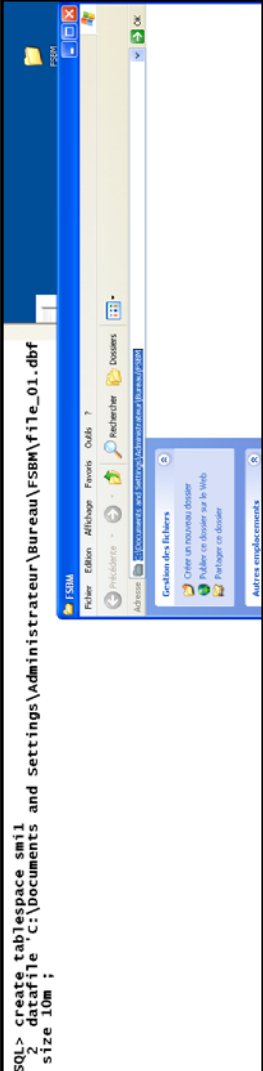 SQL> create tablespace smil
2 datafile 'C:\Documents and settings\Administrateur\Bureau\FSBM\file_01.dbf
size 10m ;
FSBM
FSBM
Fichier Edition Affichage Favoris Outils ?
Précédente Rechercher Dossiers
Adresse C:\Documents and Settings\Administrateur\Bureau\FSBM OK
Gestion des fichiers
Créer un nouveau dossier
Publier ce dossier sur le Web
Partager ce dossier
Autres emplacements